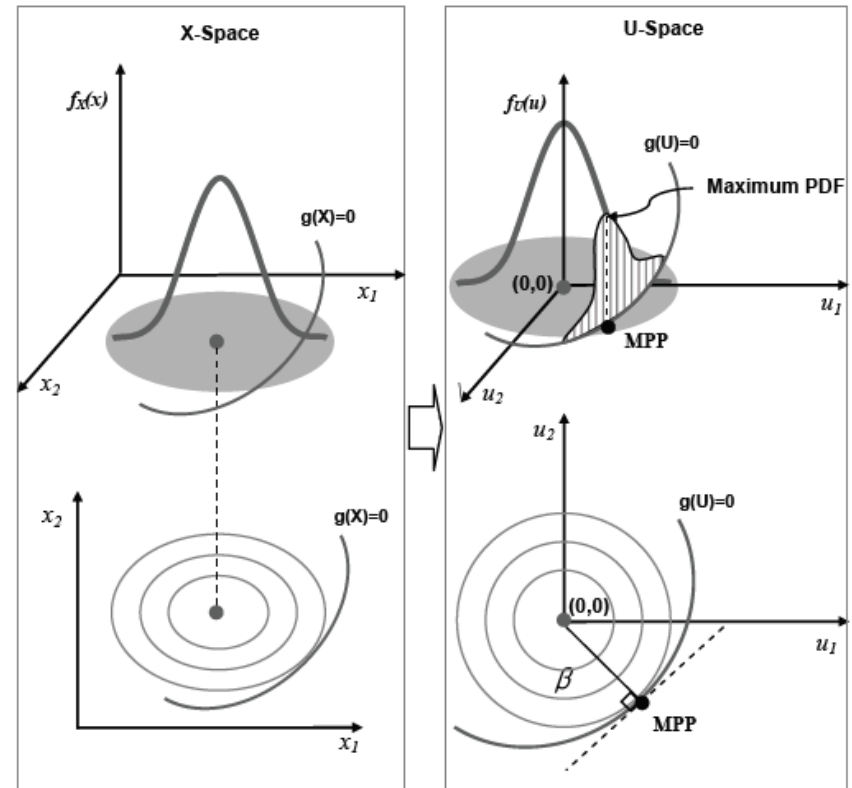 X-Space
fX(x)
g(X)=0
x1
x2
x2
g(X)=0
x1
U-Space
fU(u)
g(U)=0
Maximum PDF
(0,0)
u1
MPP
u2
u2
g(U)=0
(0,0)
u1
β
MPP